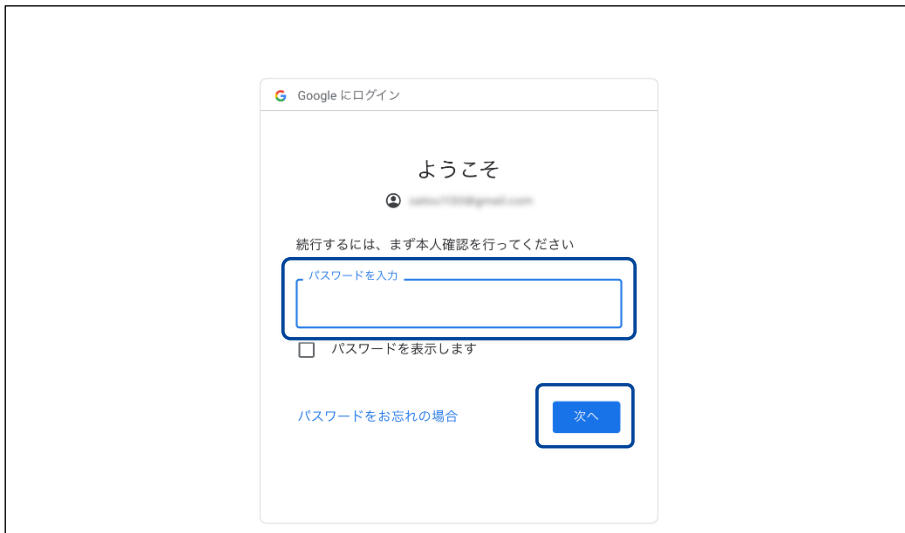 Google にログイン
ようこそ
続行するには、まず本人確認を行ってください
パスワードを入力
パスワードを表示します
パスワードをお忘れの場合
次へ